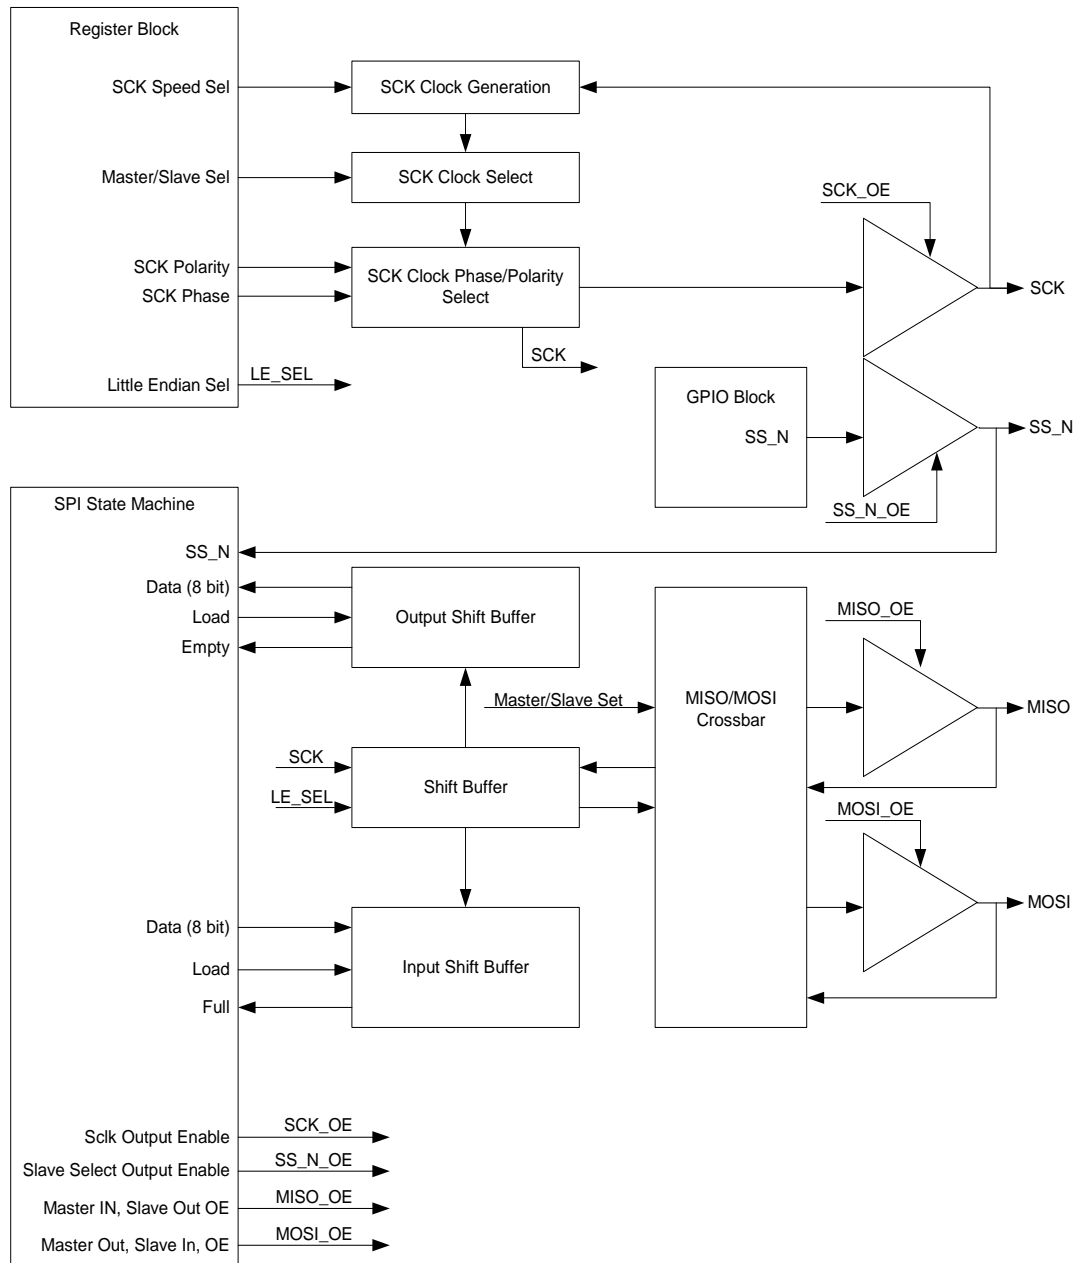 Register Block
SCK Speed Sel
SCK Clock Generation
Master/Slave Sel
SCK Clock Select
SCK_OE
SCK Polarity
SCK Phase
SCK Clock Phase/Polarity
Select
SCK
SCK
Little Endian Sel
LE_SEL
GPIO Block
SS_N
SS_N
SS_N_OE
SPI State Machine
SS_N
Data (8 bit)
Load
Empty
Output Shift Buffer
Master/Slave Set
MISO/MOSI
Crossbar
MISO_OE
MISO
SCK
LE_SEL
Shift Buffer
MOSI_OE
MOSI
Data (8 bit)
Load
Full
Input Shift Buffer
Sclk Output Enable
SCK_OE
Slave Select Output Enable
SS_N_OE
Master IN, Slave Out OE
MISO_OE
Master Out, Slave In, OE
MOSI_OE